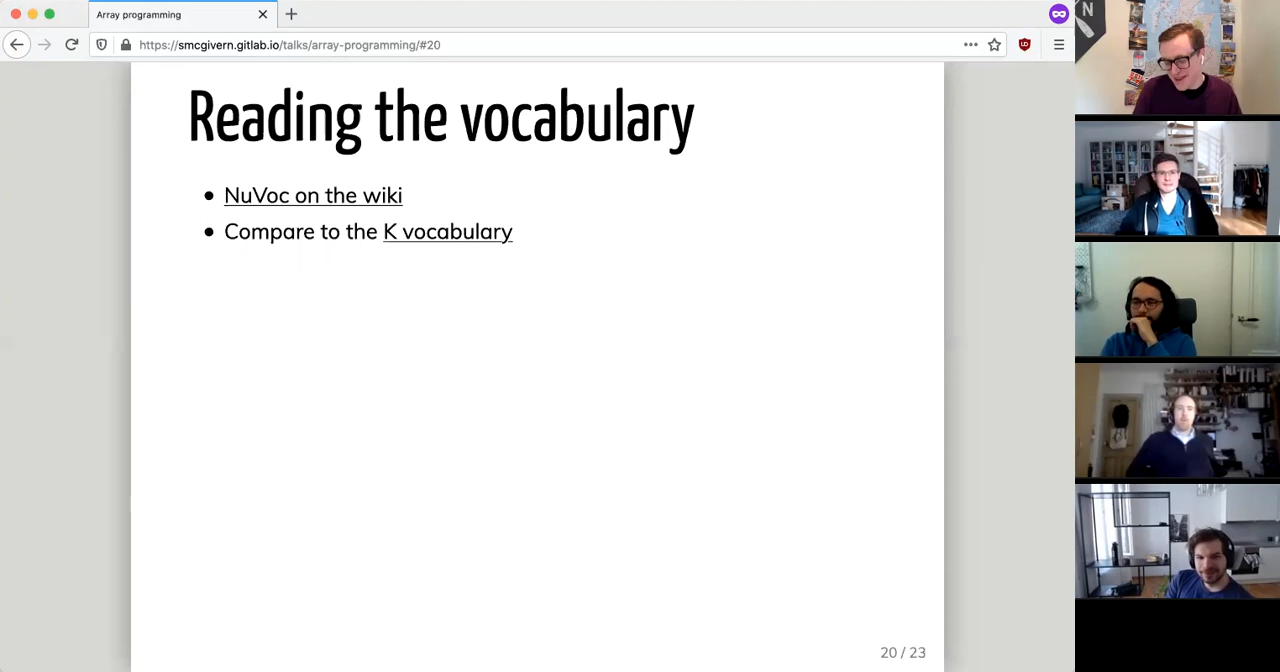 Array programming
https://smcgivern.gitlab.io/talks/array-programming/#20
Reading the vocabulary
NuVoc on the wiki
Compare to the K vocabulary
20 / 23
N